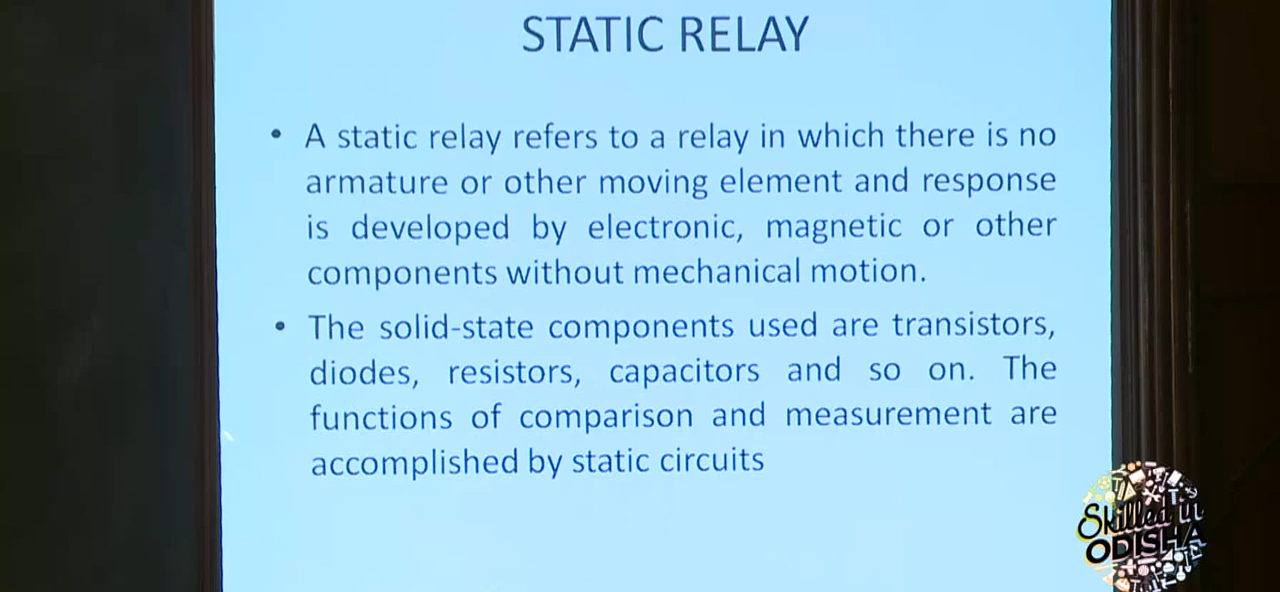 STATIC RELAY
• A static relay refers to a relay in which there is no
armature or other moving element and response
is developed by electronic, magnetic or other
components without mechanical motion.
• The solid-state components used are transistors,
diodes, resistors, capacitors and so on. The
functions of comparison and measurement are
accomplished by static circuits
Skilled in
ODISHA